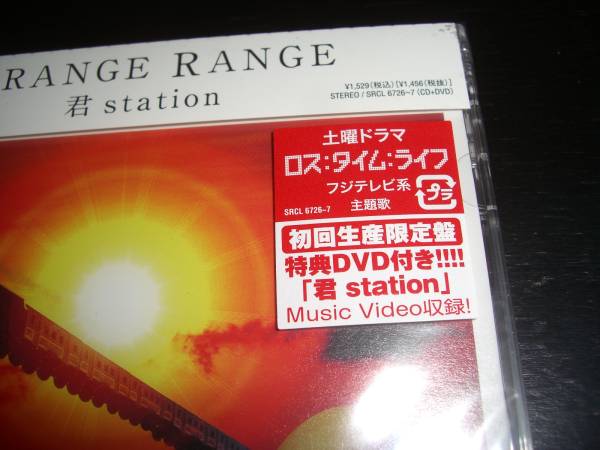 RANGE RANGE
君 station
¥1,529(税込)[¥1,456(税抜)]
STEREO / SRCL 6726~7 (CD+DVD)
土曜ドラマ
ロス:タイム:ライフ
フジテレビ系
プラ
SRCL 6726~7
主題歌
初回生産限定盤
特典DVD付き!!!!
「君 station」
Music Video収録!